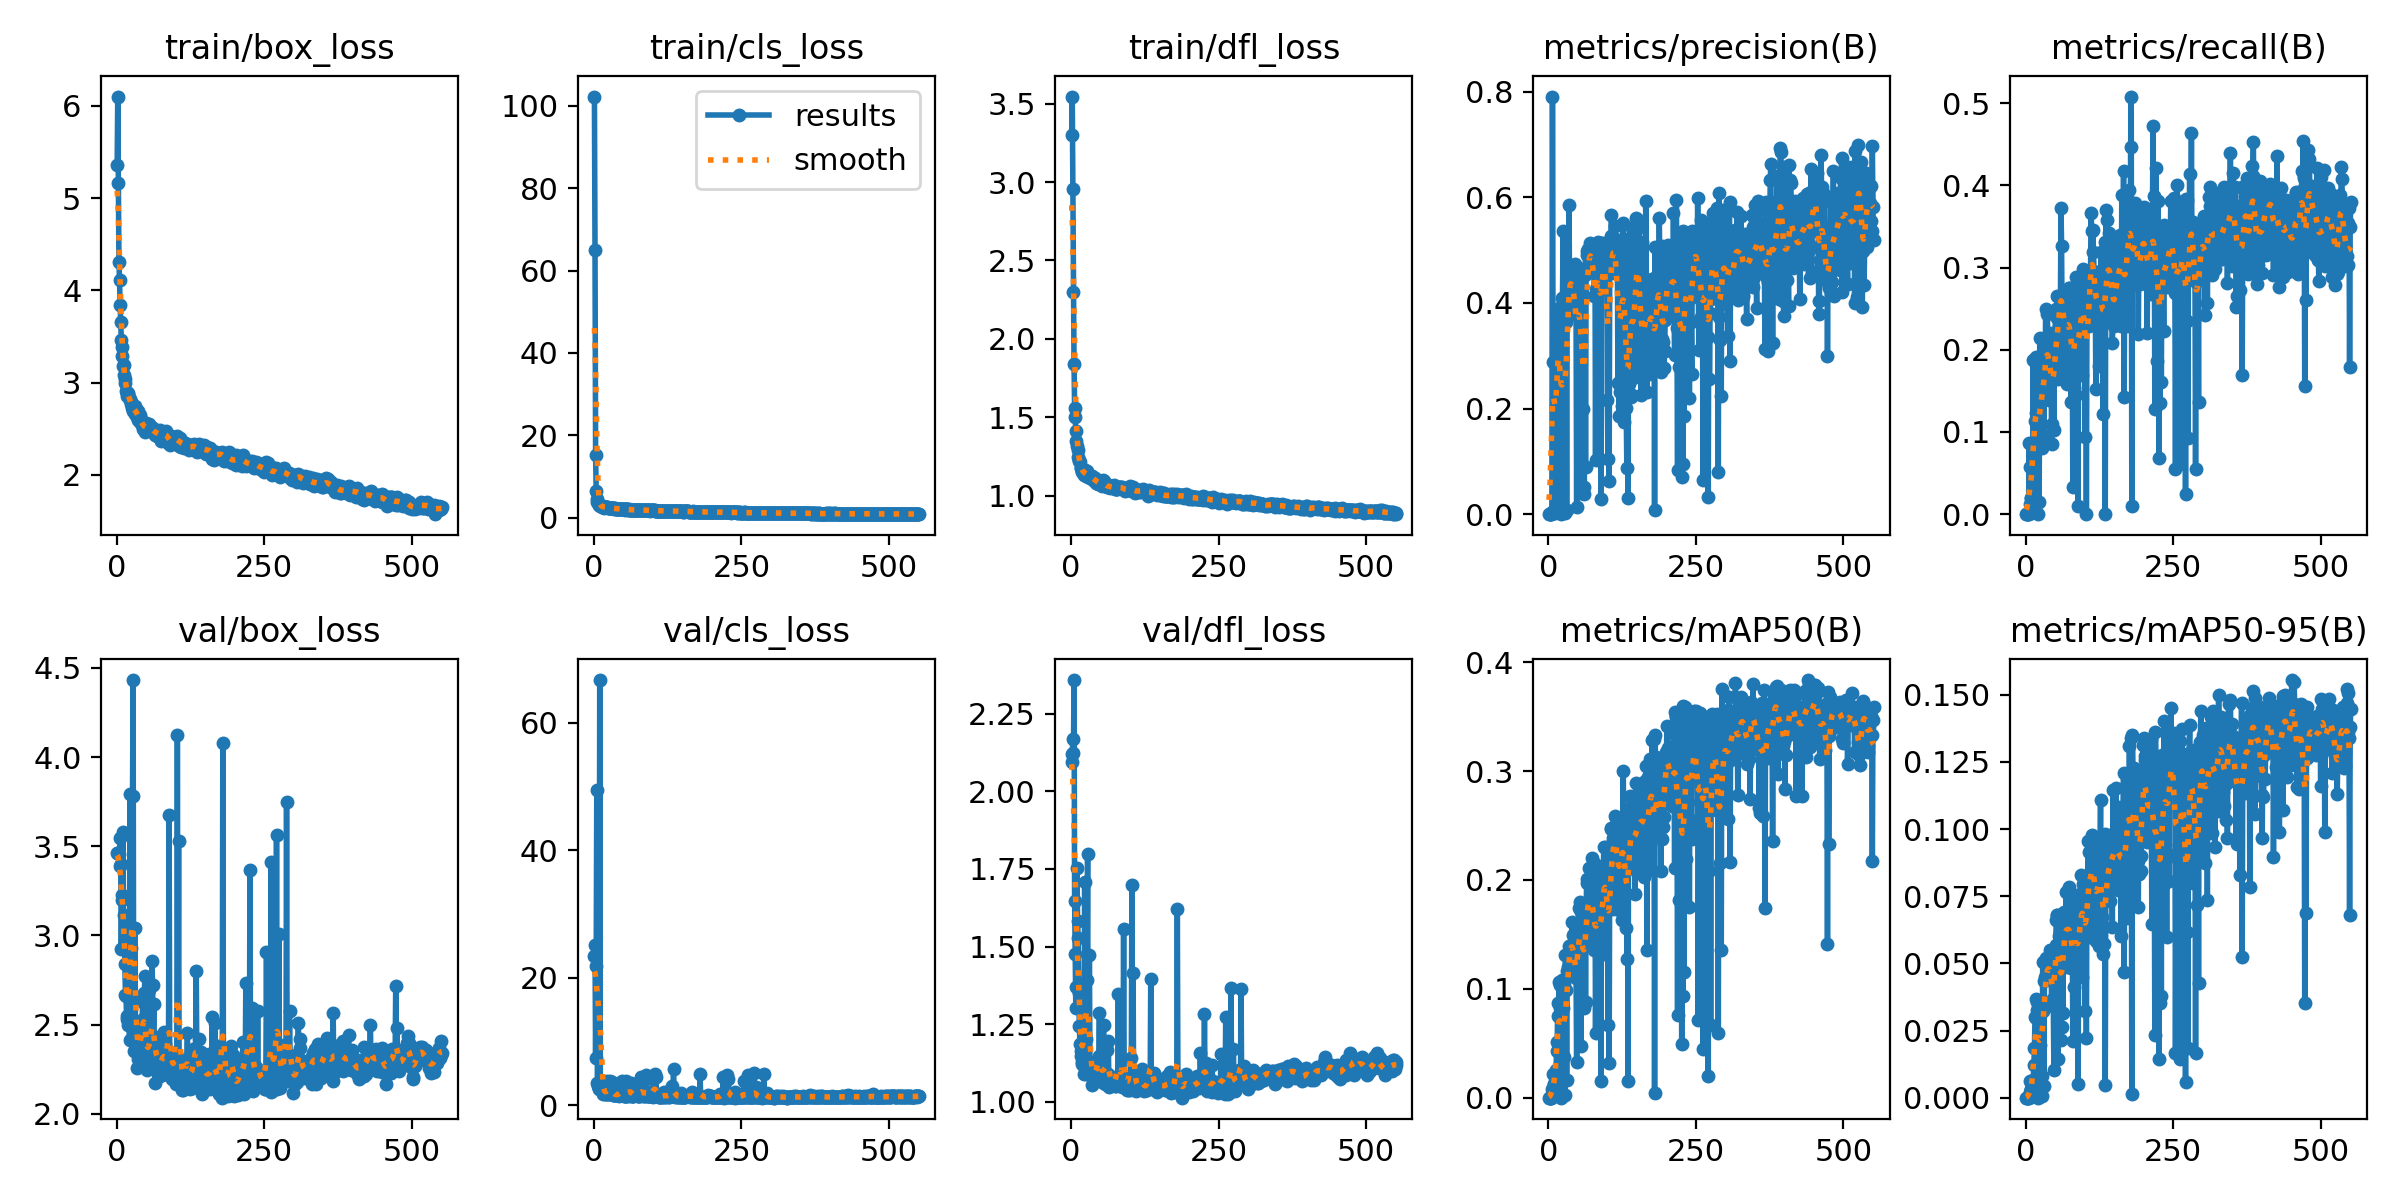 train/box_loss
6
5
4
3
2
0 250 500
train/cls_loss
100
80
60
40
20
0
results
smooth
0 250 500
train/dfl_loss
3.5
3.0
2.5
2.0
1.5
1.0
0 250 500
metrics/precision(B)
0.8
0.6
0.4
0.2
0.0
0 250 500
metrics/recall(B)
0.5
0.4
0.3
0.2
0.1
0.0
0 250 500
val/box_loss
4.5
4.0
3.5
3.0
2.5
2.0
0 250 500
val/cls_loss
60
40
20
0
0 250 500
val/dfl_loss
2.25
2.00
1.75
1.50
1.25
1.00
0 250 500
metrics/mAP50(B)
0.4
0.3
0.2
0.1
0.0
0 250 500
metrics/mAP50-95(B)
0.150
0.125
0.100
0.075
0.050
0.025
0.000
0 250 500